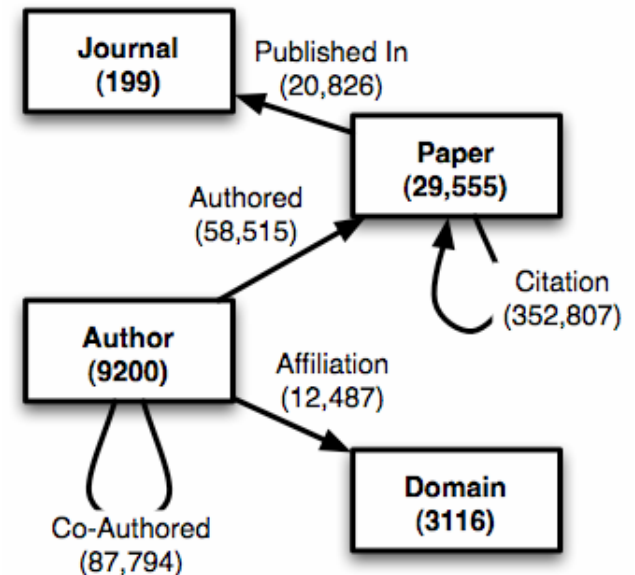 Journal
(199)
Published In
(20,826)
Paper
(29,555)
Authored
(58,515)
Citation
(352,807)
Author
(9200)
Affiliation
(12,487)
Domain
(3116)
Co-Authored
(87,794)